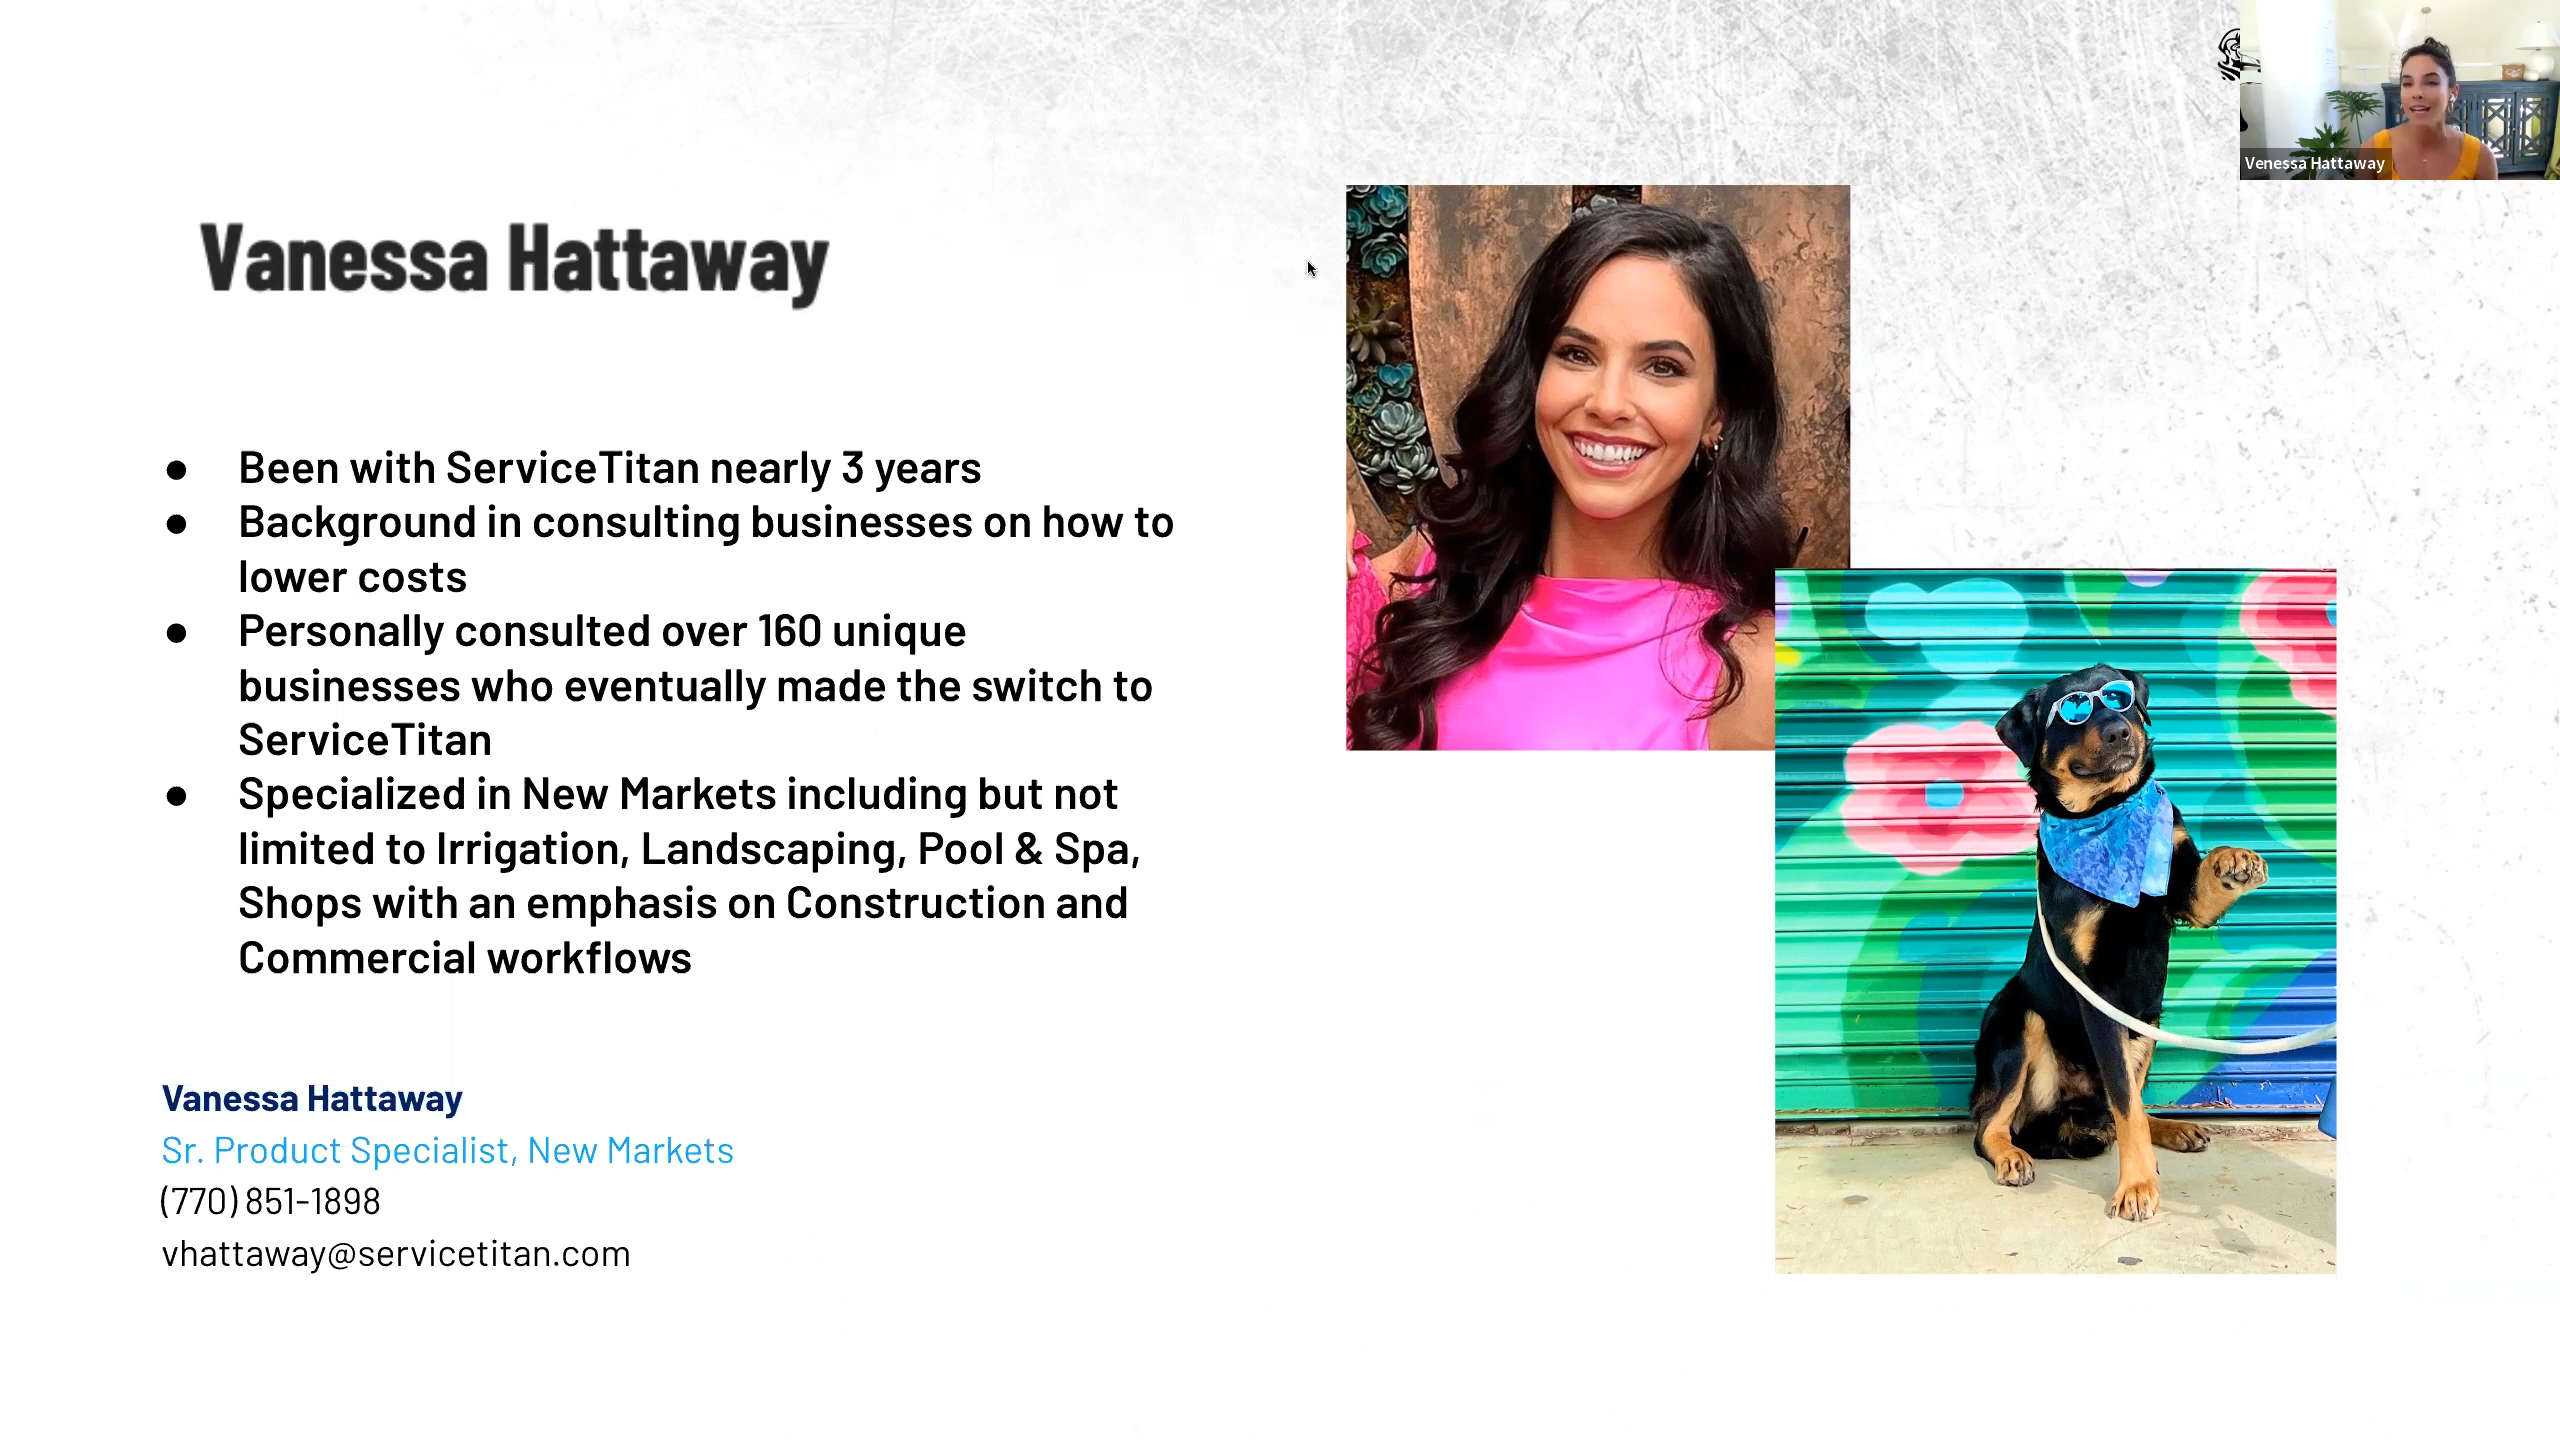 Venessa Hattaway
Vanessa Hattaway
● Been with ServiceTitan nearly 3 years
● Background in consulting businesses on how to
lower costs
● Personally consulted over 160 unique
businesses who eventually made the switch to
ServiceTitan
● Specialized in New Markets including but not
limited to Irrigation, Landscaping, Pool & Spa,
Shops with an emphasis on Construction and
Commercial workflows
Vanessa Hattaway
Sr. Product Specialist, New Markets
(770) 851-1898
vhattaway@servicetitan.com